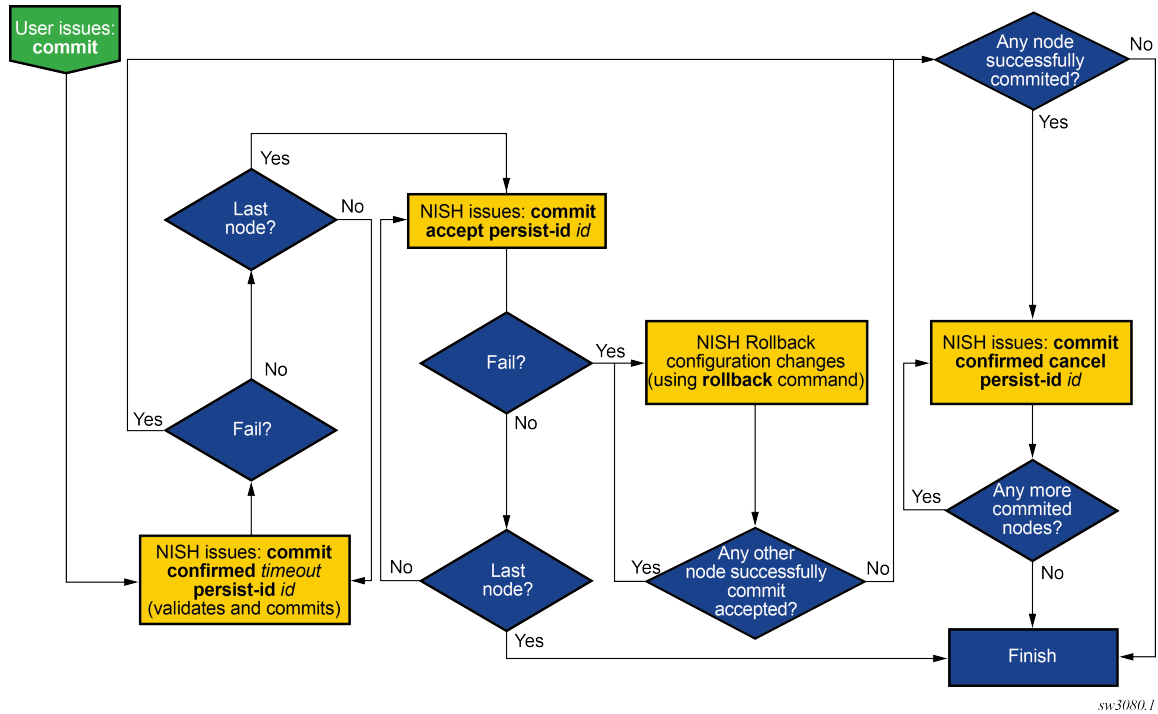 User issues:
commit
Any node
successfully
commited?
No
Yes
Yes
Last
node?
No
NISH issues: commit
accept persist-id id
No
Yes
Fail?
Fail?
Yes
No
NISH Rollback
configuration changes
(using rollback command)
NISH issues: commit
confirmed cancel
persist-id id
NISH issues: commit
confirmed timeout
persist-id id
(validates and commits)
No
Last
node?
Yes
Yes
Any other
node successfully
commit
accepted?
No
Yes
Any more
commited
nodes?
No
Finish
sw3080.1